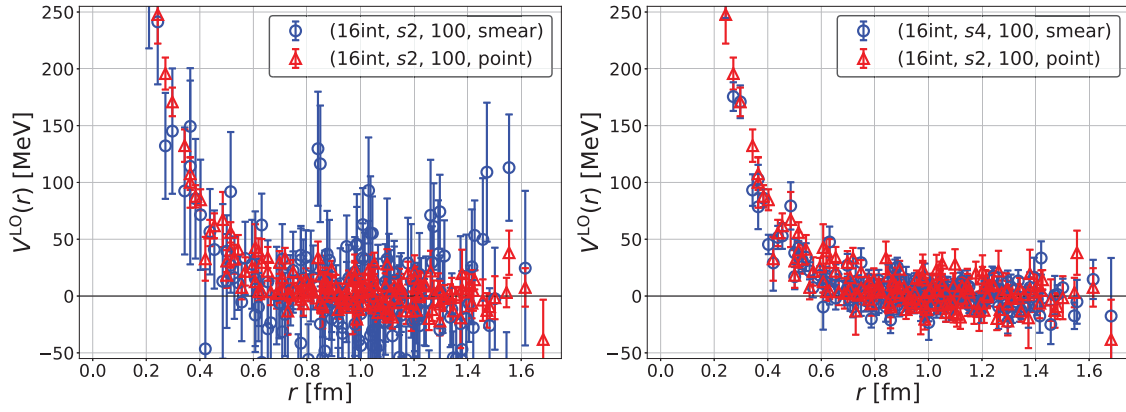 (16int, s2, 100, smear)
(16int, s2, 100, point)
V^LO(r) [MeV]
250
200
150
100
50
0
−50
0.0 0.2 0.4 0.6 0.8 1.0 1.2 1.4 1.6
r [fm]
(16int, s4, 100, smear)
(16int, s2, 100, point)
V^LO(r) [MeV]
250
200
150
100
50
0
−50
0.0 0.2 0.4 0.6 0.8 1.0 1.2 1.4 1.6
r [fm]